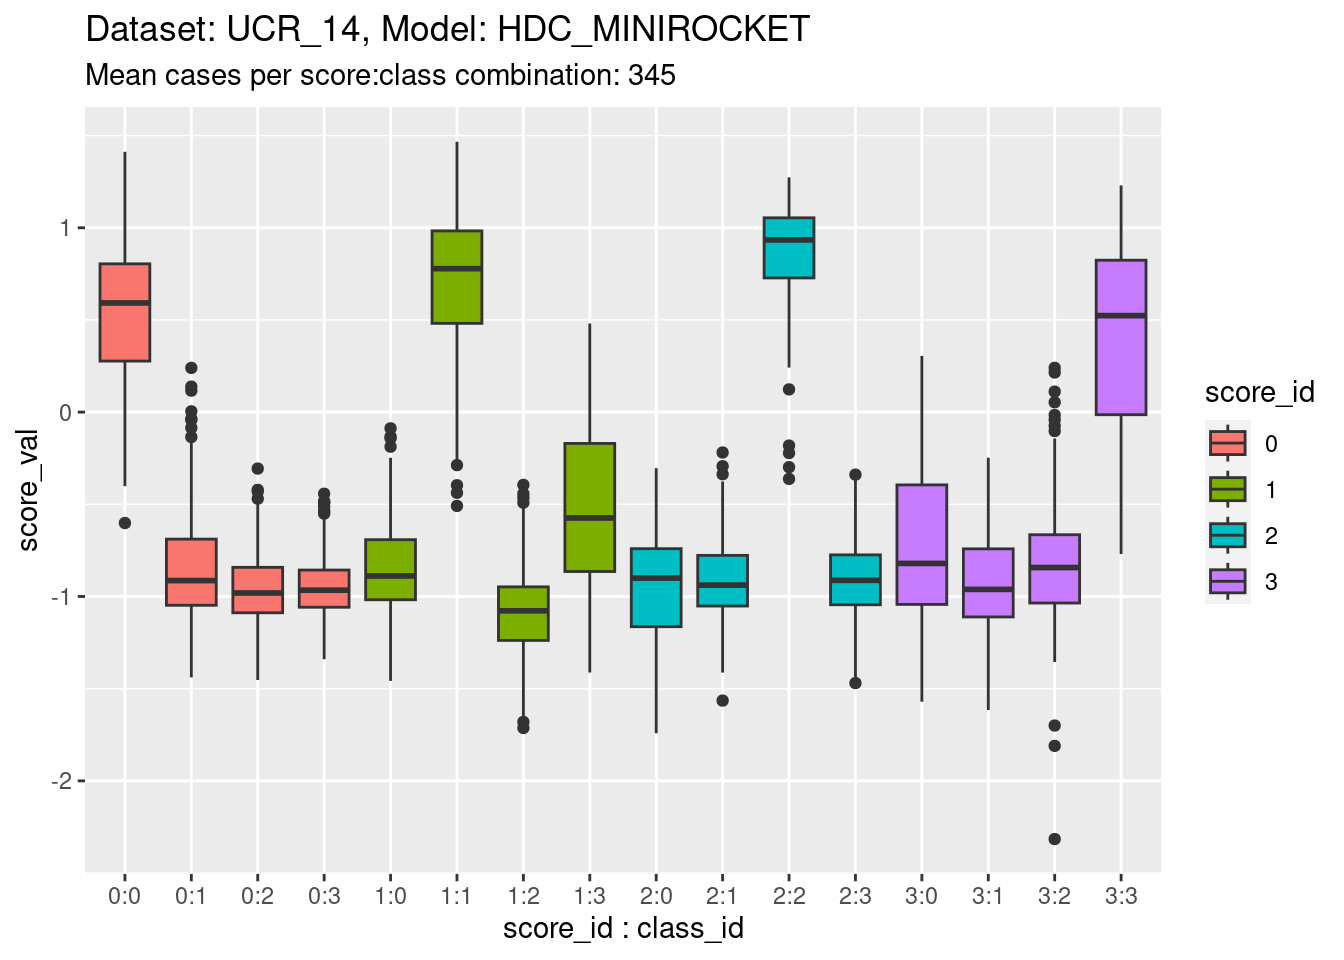 Dataset: UCR_14, Model: HDC_MINIROCKET
Mean cases per score:class combination: 345
score_val
1
0
-1
-2
0:0 0:1 0:2 0:3 1:0 1:1 1:2 1:3 2:0 2:1 2:2 2:3 3:0 3:1 3:2 3:3
score_id : class_id
score_id
0
1
2
3